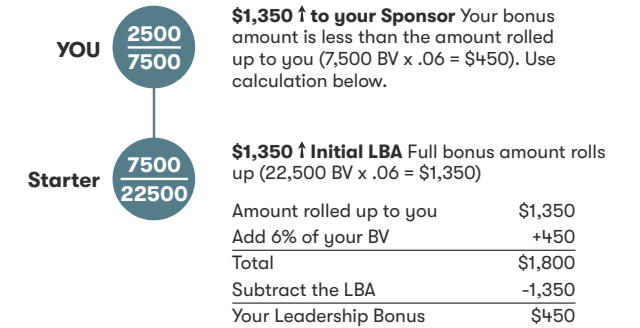 YOU
2500
7500
$1,350 ↑ to your Sponsor Your bonus
amount is less than the amount rolled
up to you (7,500 BV x .06 = $450). Use
calculation below.
Starter
7500
22500
$1,350 ↑ Initial LBA Full bonus amount rolls
up (22,500 BV x .06 = $1,350)
Amount rolled up to you $1,350
Add 6% of your BV +450
Total $1,800
Subtract the LBA -1,350
Your Leadership Bonus $450